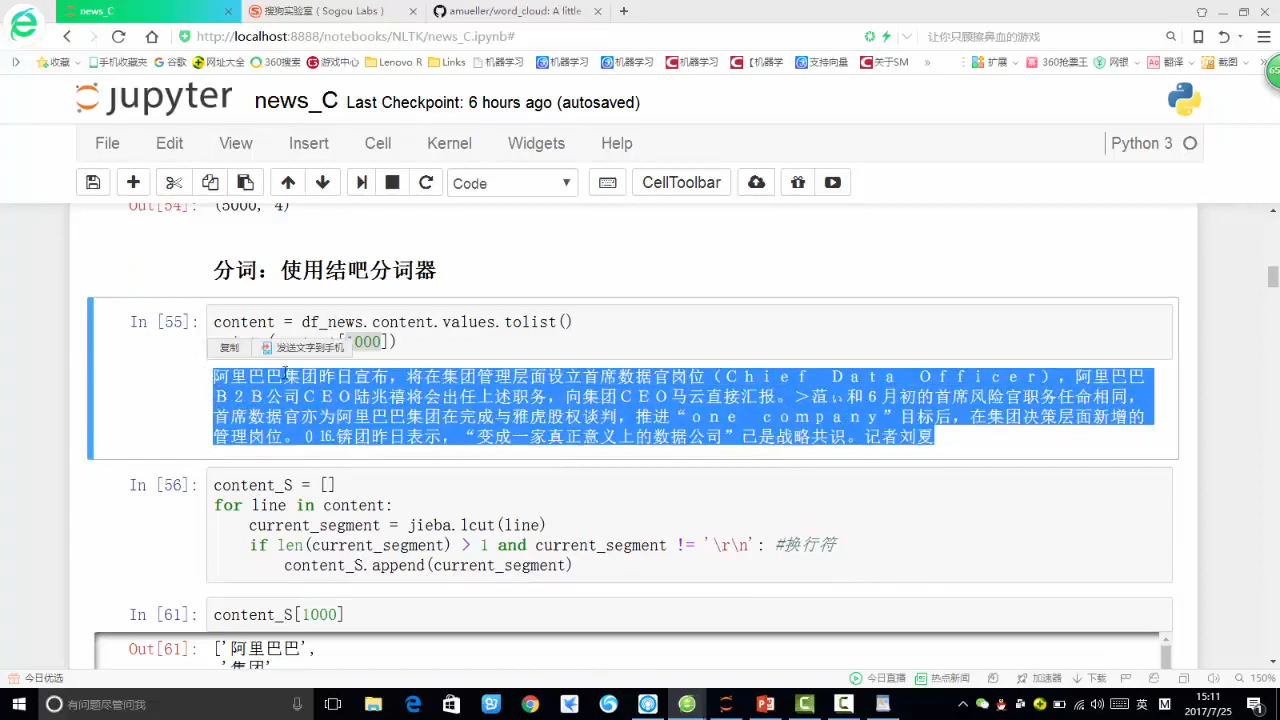 news_C
搜狗实验室（Sogou Labs）
amueller/word_cloud: A little
http://localhost:8888/notebooks/NLTK/news_C.ipynb#
让你只顾擦鼻血的游戏
收藏 手机收藏夹 谷歌 网址大全 360搜索 游戏中心 Lenovo R Links 机器学习 机器学习 机器学习 机器学习 【机器学 支持向量 关于SM » 扩展 360抢票王 网银 翻译 截图 »
65
jupyter news_C Last Checkpoint: 6 hours ago (autosaved)
File Edit View Insert Cell Kernel Widgets Help Python 3
Code CellToolbar
Out[54]: (5000, 4)
分词：使用结吧分词器
In [55]: content = df_news.content.values.tolist()
000])
复制 发送文字到手机
阿里巴巴集团昨日宣布，将在集团管理层面设立首席数据官岗位（Ｃｈｉｅｆ　Ｄａｔａ　Ｏｆｆｉｃｅｒ），阿里巴巴
Ｂ２Ｂ公司ＣＥＯ陆兆禧将会出任上述职务，向集团ＣＥＯ马云直接汇报。＞菹ぃ和６月初的首席风险官职务任命相同，
首席数据官亦为阿里巴巴集团在完成与雅虎股权谈判，推进“ｏｎｅ　ｃｏｍｐａｎｙ”目标后，在集团决策层面新增的
管理岗位。０⒗铸团昨日表示，“变成一家真正意义上的数据公司”己是战略共识。记者刘夏
In [56]: content_S = []
for line in content:
current_segment = jieba.lcut(line)
if len(current_segment) > 1 and current_segment != '\r\n': #换行符
content_S.append(current_segment)
In [61]: content_S[1000]
Out[61]: ['阿里巴巴',
'集团'
今日优选 今日直播 热点新闻 加速器 下载 150%
有问题尽管问我
英 M
15:11
2017/7/25